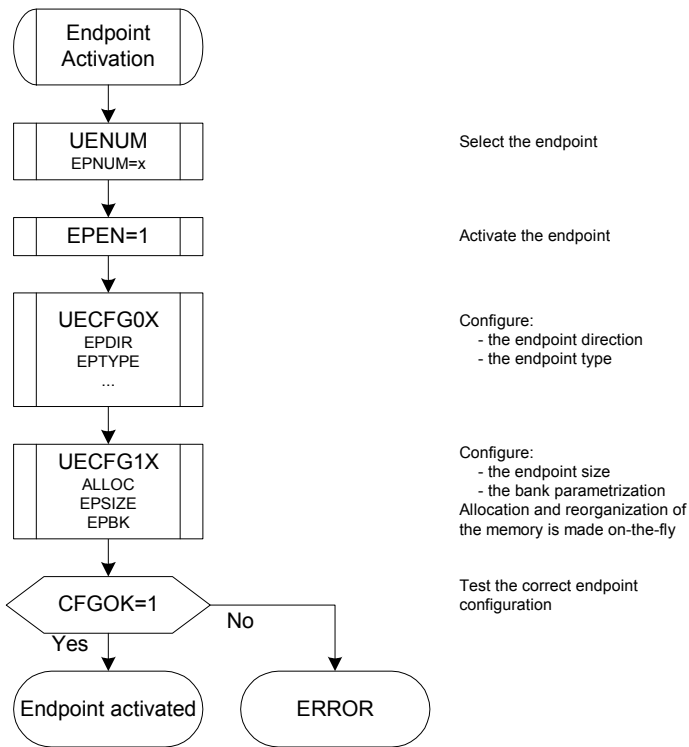 Endpoint
Activation
UENUM
EPNUM=x
Select the endpoint
EPEN=1
Activate the endpoint
UECFG0X
EPDIR
EPTYPE
...
Configure:
- the endpoint direction
- the endpoint type
UECFG1X
ALLOC
EPSIZE
EPBK
Configure:
- the endpoint size
- the bank parametrization
Allocation and reorganization of
the memory is made on-the-fly
CFGOK=1
Test the correct endpoint
configuration
No
Yes
Endpoint activated
ERROR